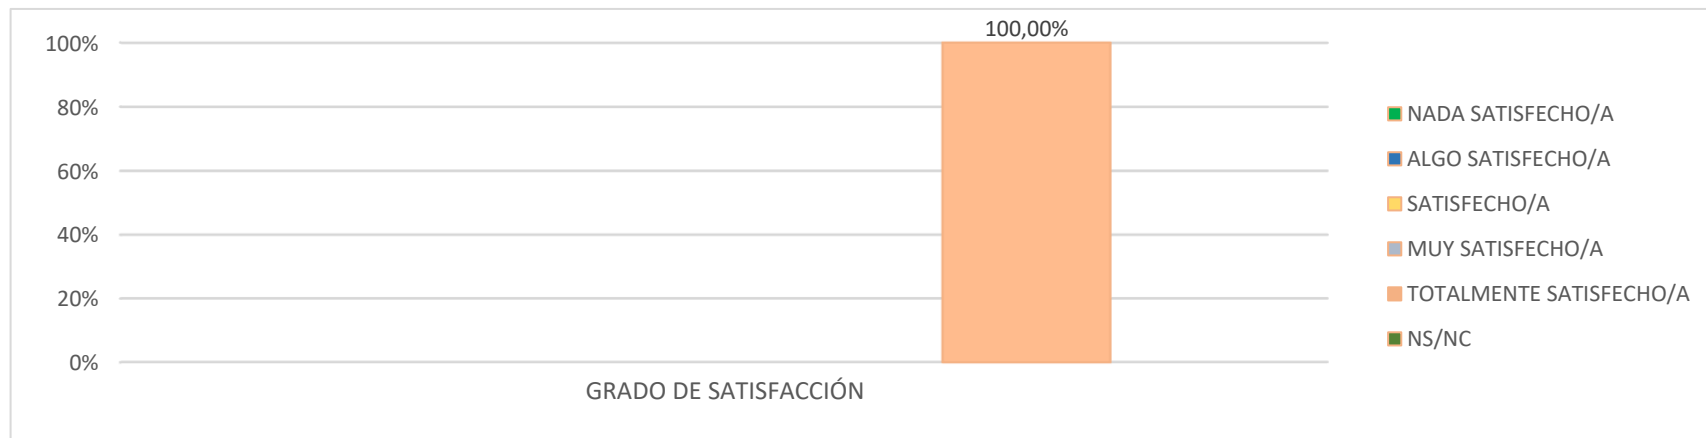 100,00%
100%
80%
60%
40%
20%
0%
GRADO DE SATISFACCIÓN
NADA SATISFECHO/A
ALGO SATISFECHO/A
SATISFECHO/A
MUY SATISFECHO/A
TOTALMENTE SATISFECHO/A
NS/NC